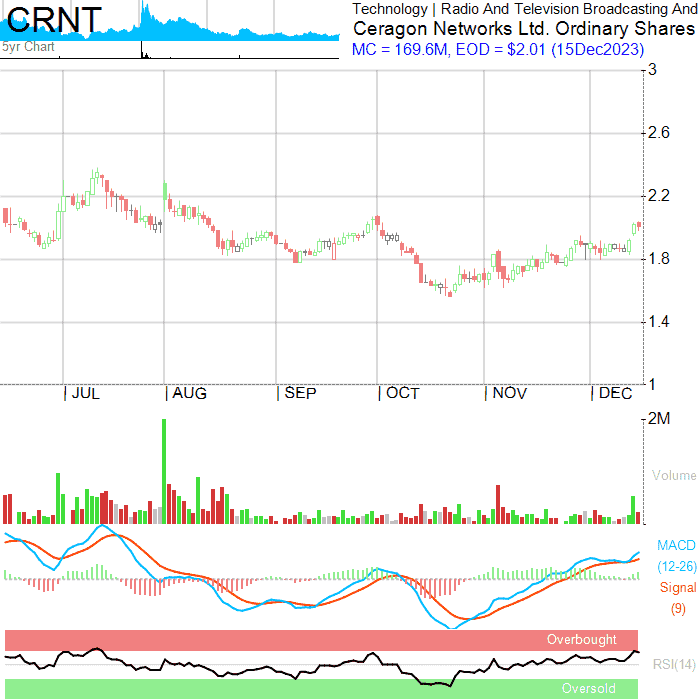 CRNT
5yr Chart
Technology | Radio And Television Broadcasting And
Ceragon Networks Ltd. Ordinary Shares
MC = 169.6M, EOD = $2.01 (15Dec2023)
3
2.6
2.2
1.8
1.4
1
JUL AUG SEP OCT NOV DEC
2M
Volume
MACD
(12-26)
Signal
(9)
Overbought
RSI(14)
Oversold